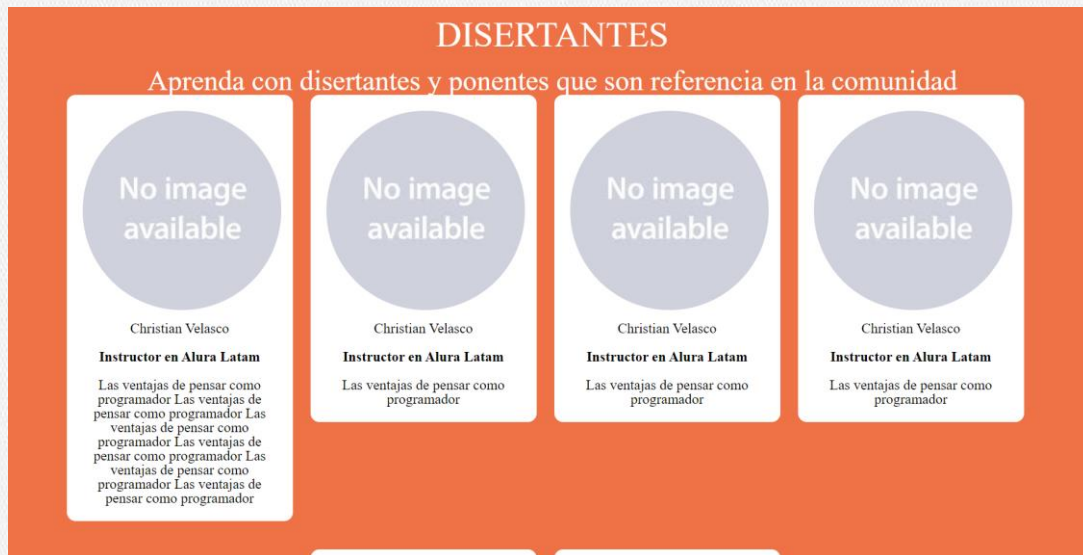 DISERTANTES
Aprenda con disertantes y ponentes que son referencia en la comunidad
No image
available
Christian Velasco
Instructor en Alura Latam
Las ventajas de pensar como
programador Las ventajas de
pensar como programador Las
ventajas de pensar como
programador Las ventajas de
pensar como programador Las
ventajas de pensar como
programador Las ventajas de
pensar como programador
No image
available
Christian Velasco
Instructor en Alura Latam
Las ventajas de pensar como
programador
No image
available
Christian Velasco
Instructor en Alura Latam
Las ventajas de pensar como
programador
No image
available
Christian Velasco
Instructor en Alura Latam
Las ventajas de pensar como
programador